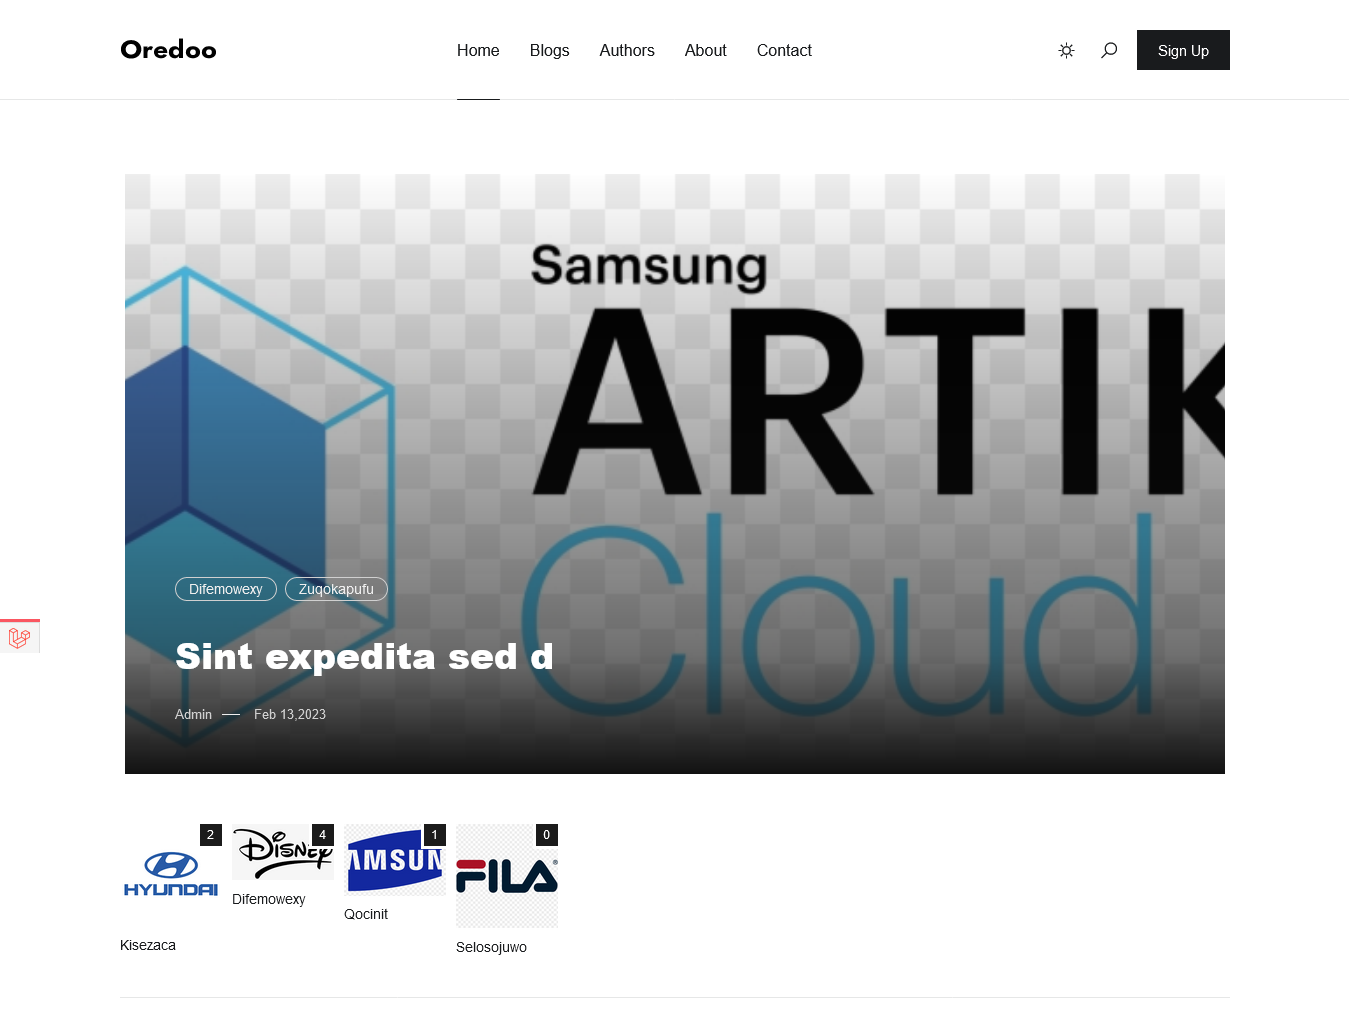 Oredoo
Home Blogs Authors About Contact
Sign Up
Samsung
ARTIK
Cloud
Difemowexy Zuqokapufu
Sint expedita sed d
Admin — Feb 13,2023
2 4 1 0
HYUNDAI
Disney
AMSUN
FILA®
Difemowexy
Qocinit
Kisezaca
Selosojuwo